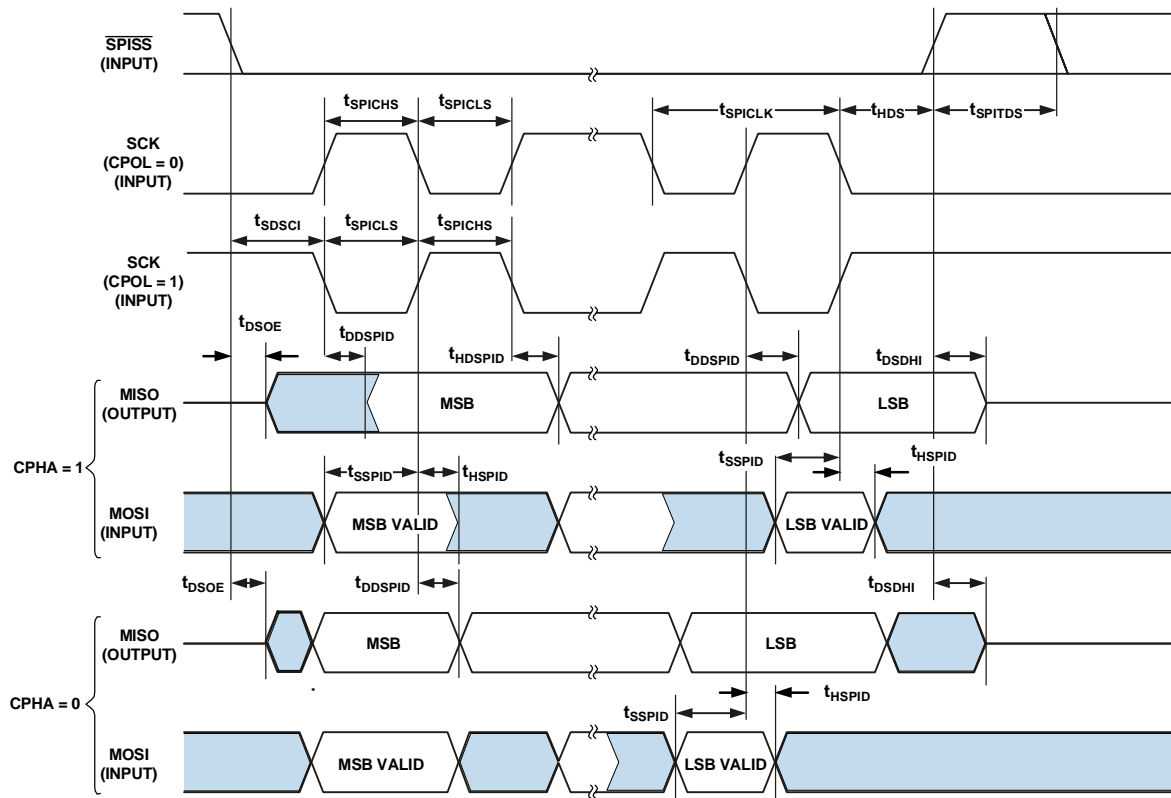 SPISS
(INPUT)
tSPICHS
tSPICLS
tSPICLK
tHDS
tSPITDS
SCK
(CPOL = 0)
(INPUT)
tSDSCI
tSPICLS
tSPICHS
SCK
(CPOL = 1)
(INPUT)
tDSOE
tDDSPID
tHDSPID
tDDSPID
tDSDHI
MISO
(OUTPUT)
MSB
LSB
CPHA = 1
tSSPID
tHSPID
tSSPID
tHSPID
MOSI
(INPUT)
MSB VALID
LSB VALID
tDSOE
tDDSPID
tDSDHI
MISO
(OUTPUT)
MSB
LSB
CPHA = 0
tSSPID
tHSPID
MOSI
(INPUT)
MSB VALID
LSB VALID